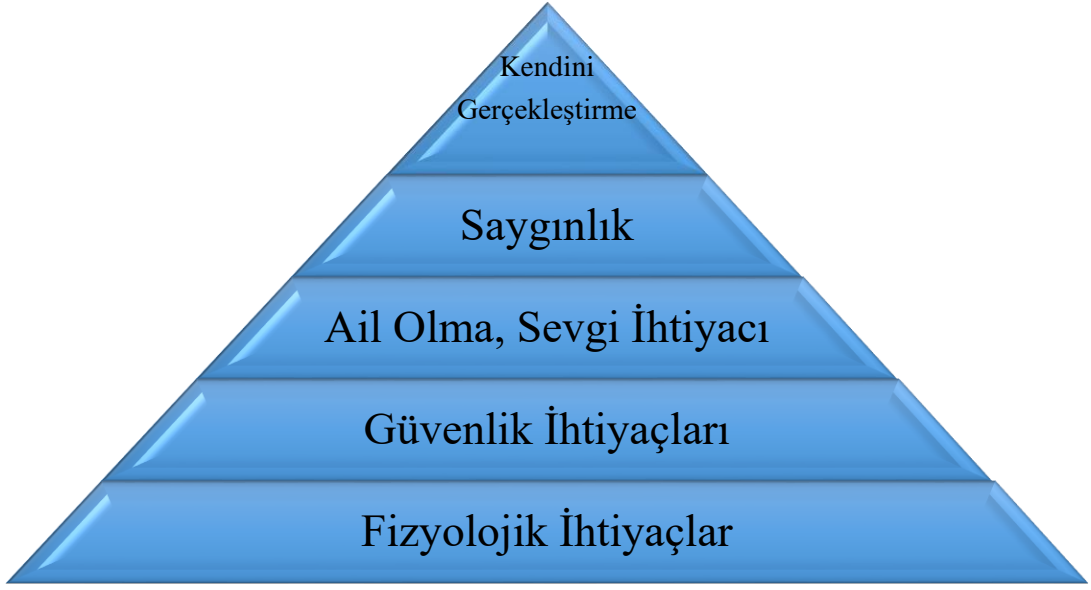 Kendini
Gerçekleştirme
Saygınlık
Ail Olma, Sevgi İhtiyacı
Güvenlik İhtiyaçları
Fizyolojik İhtiyaçlar